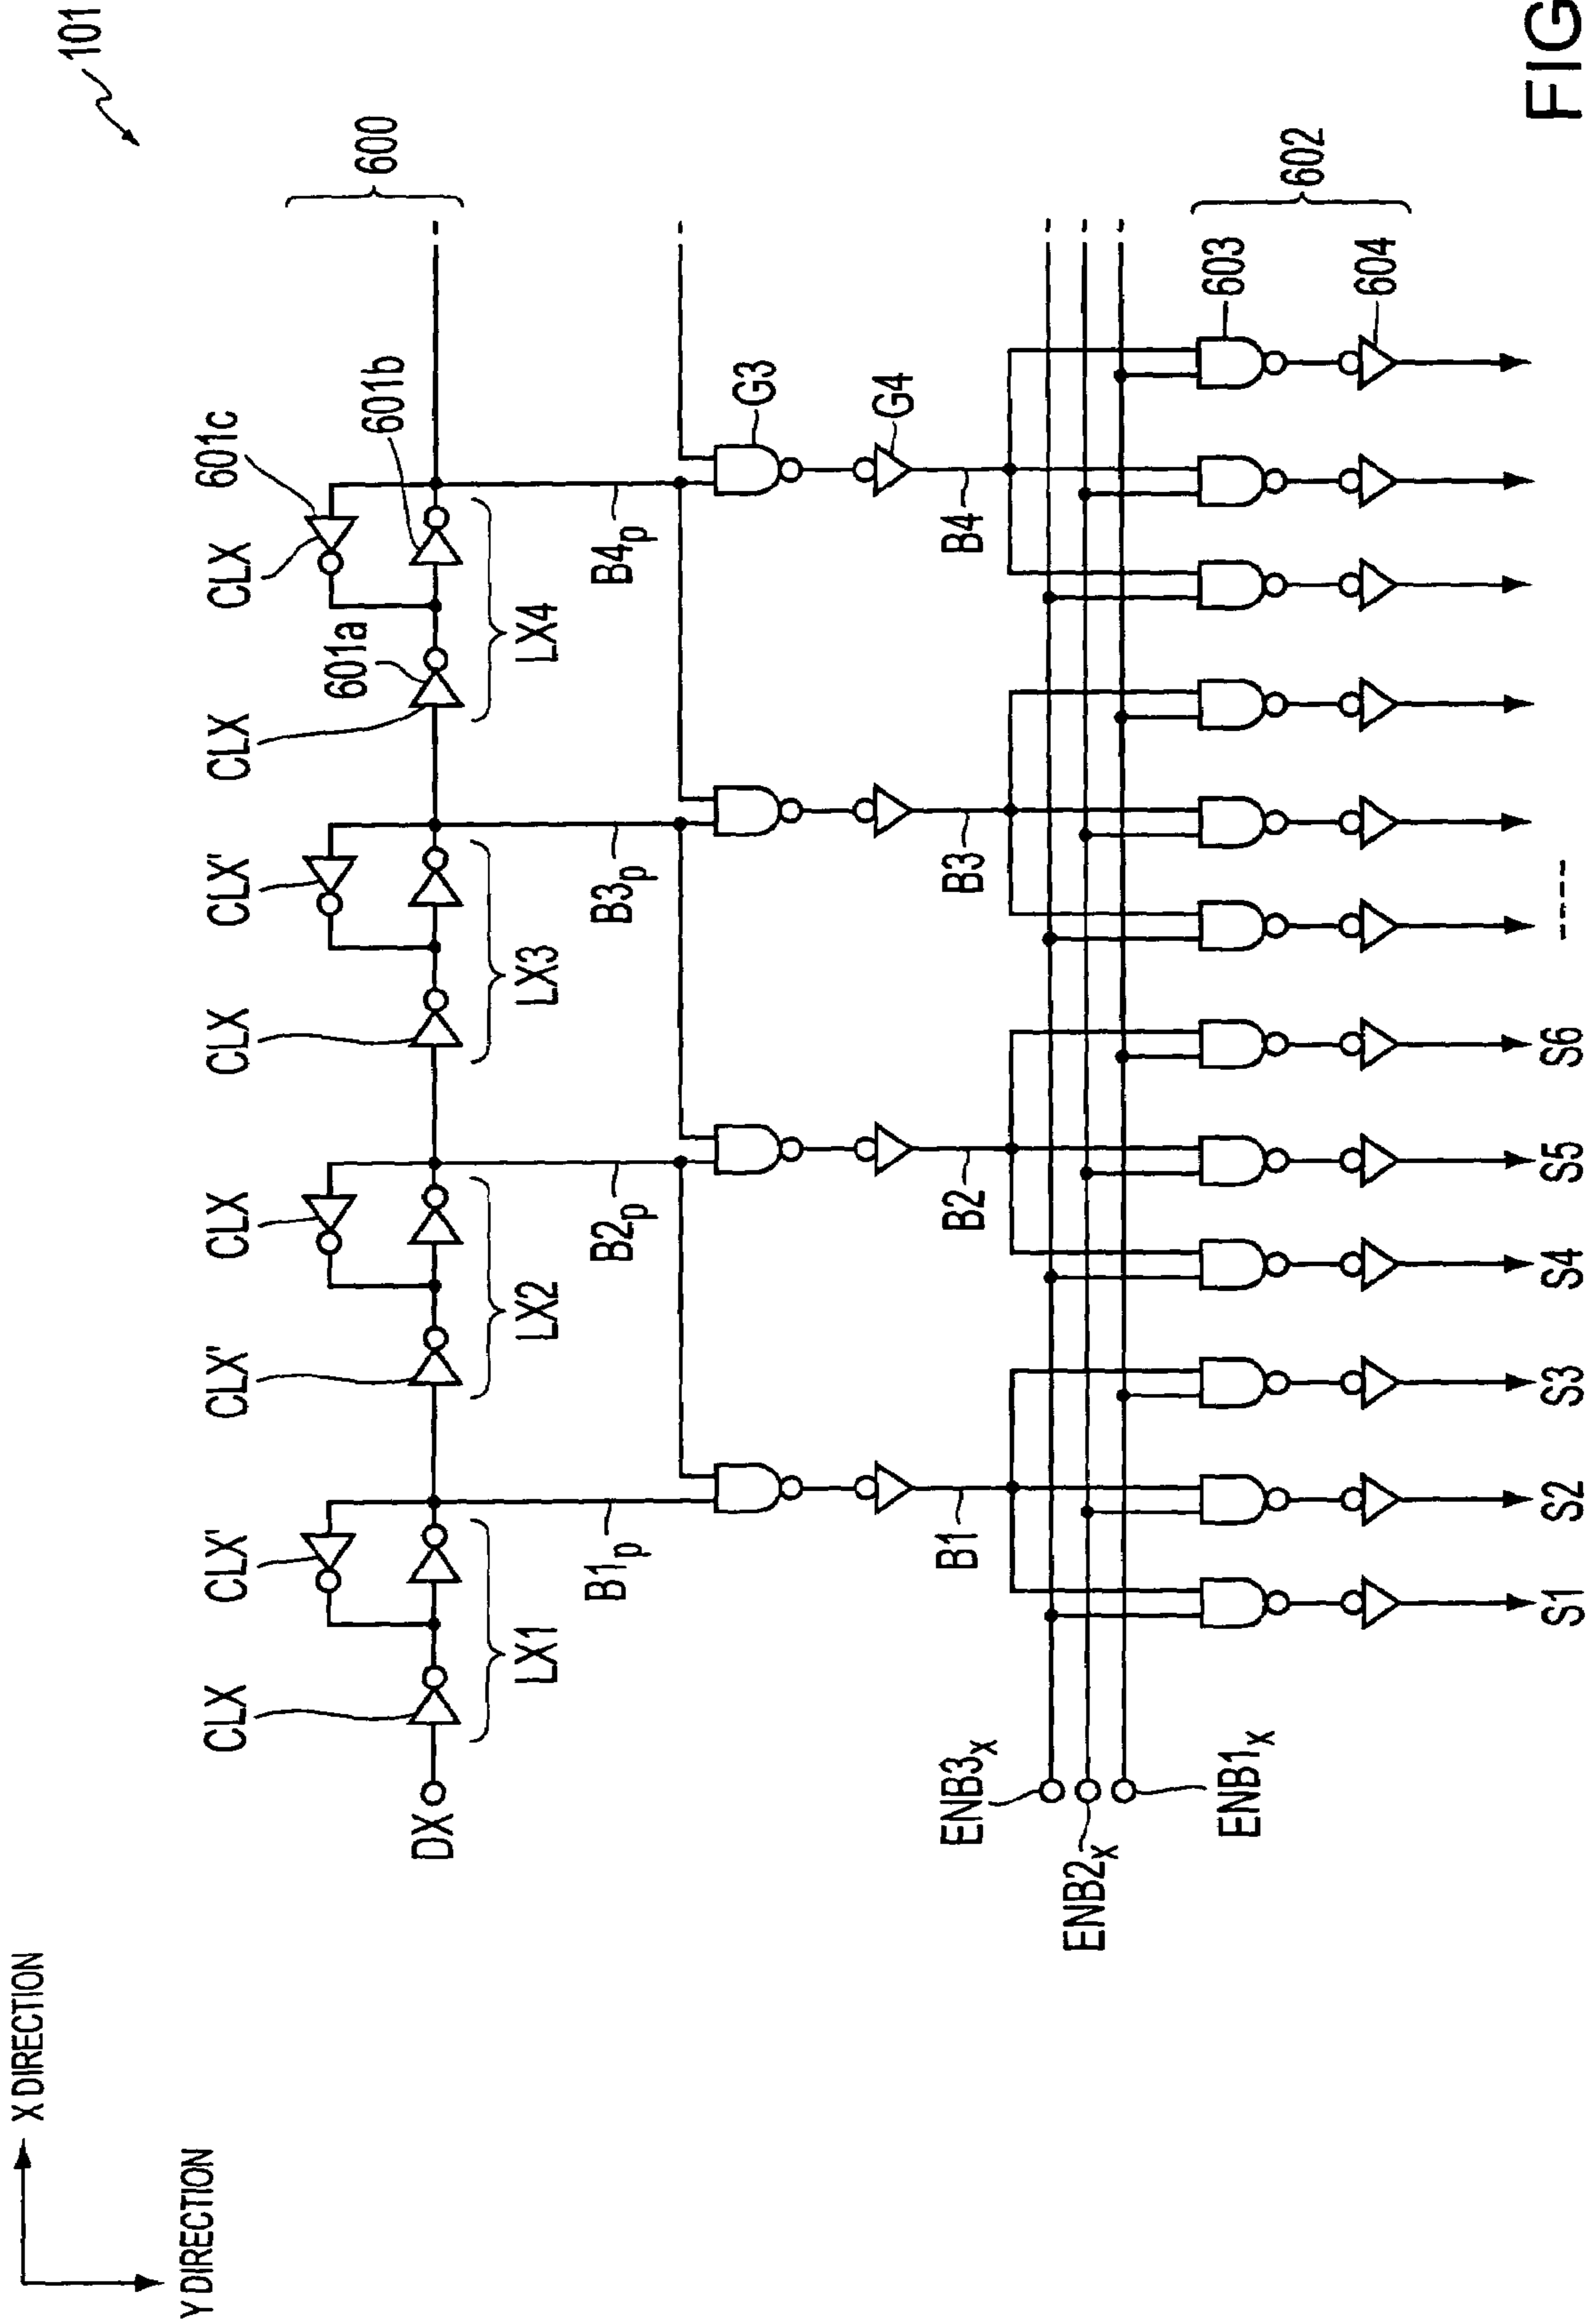 X DIRECTION
Y DIRECTION
101
600
CLX
CLX'
CLX'
CLX
CLX
CLX'
CLX
CLX
601c
601a
601b
DX
LX1
LX2
LX3
LX4
B1p
B2p
B3p
B4p
G3
G4
B1
B2
B3
B4
ENB3x
ENB2x
ENB1x
603
604
602
S1
S2
S3
S4
S5
S6
-----
FIG